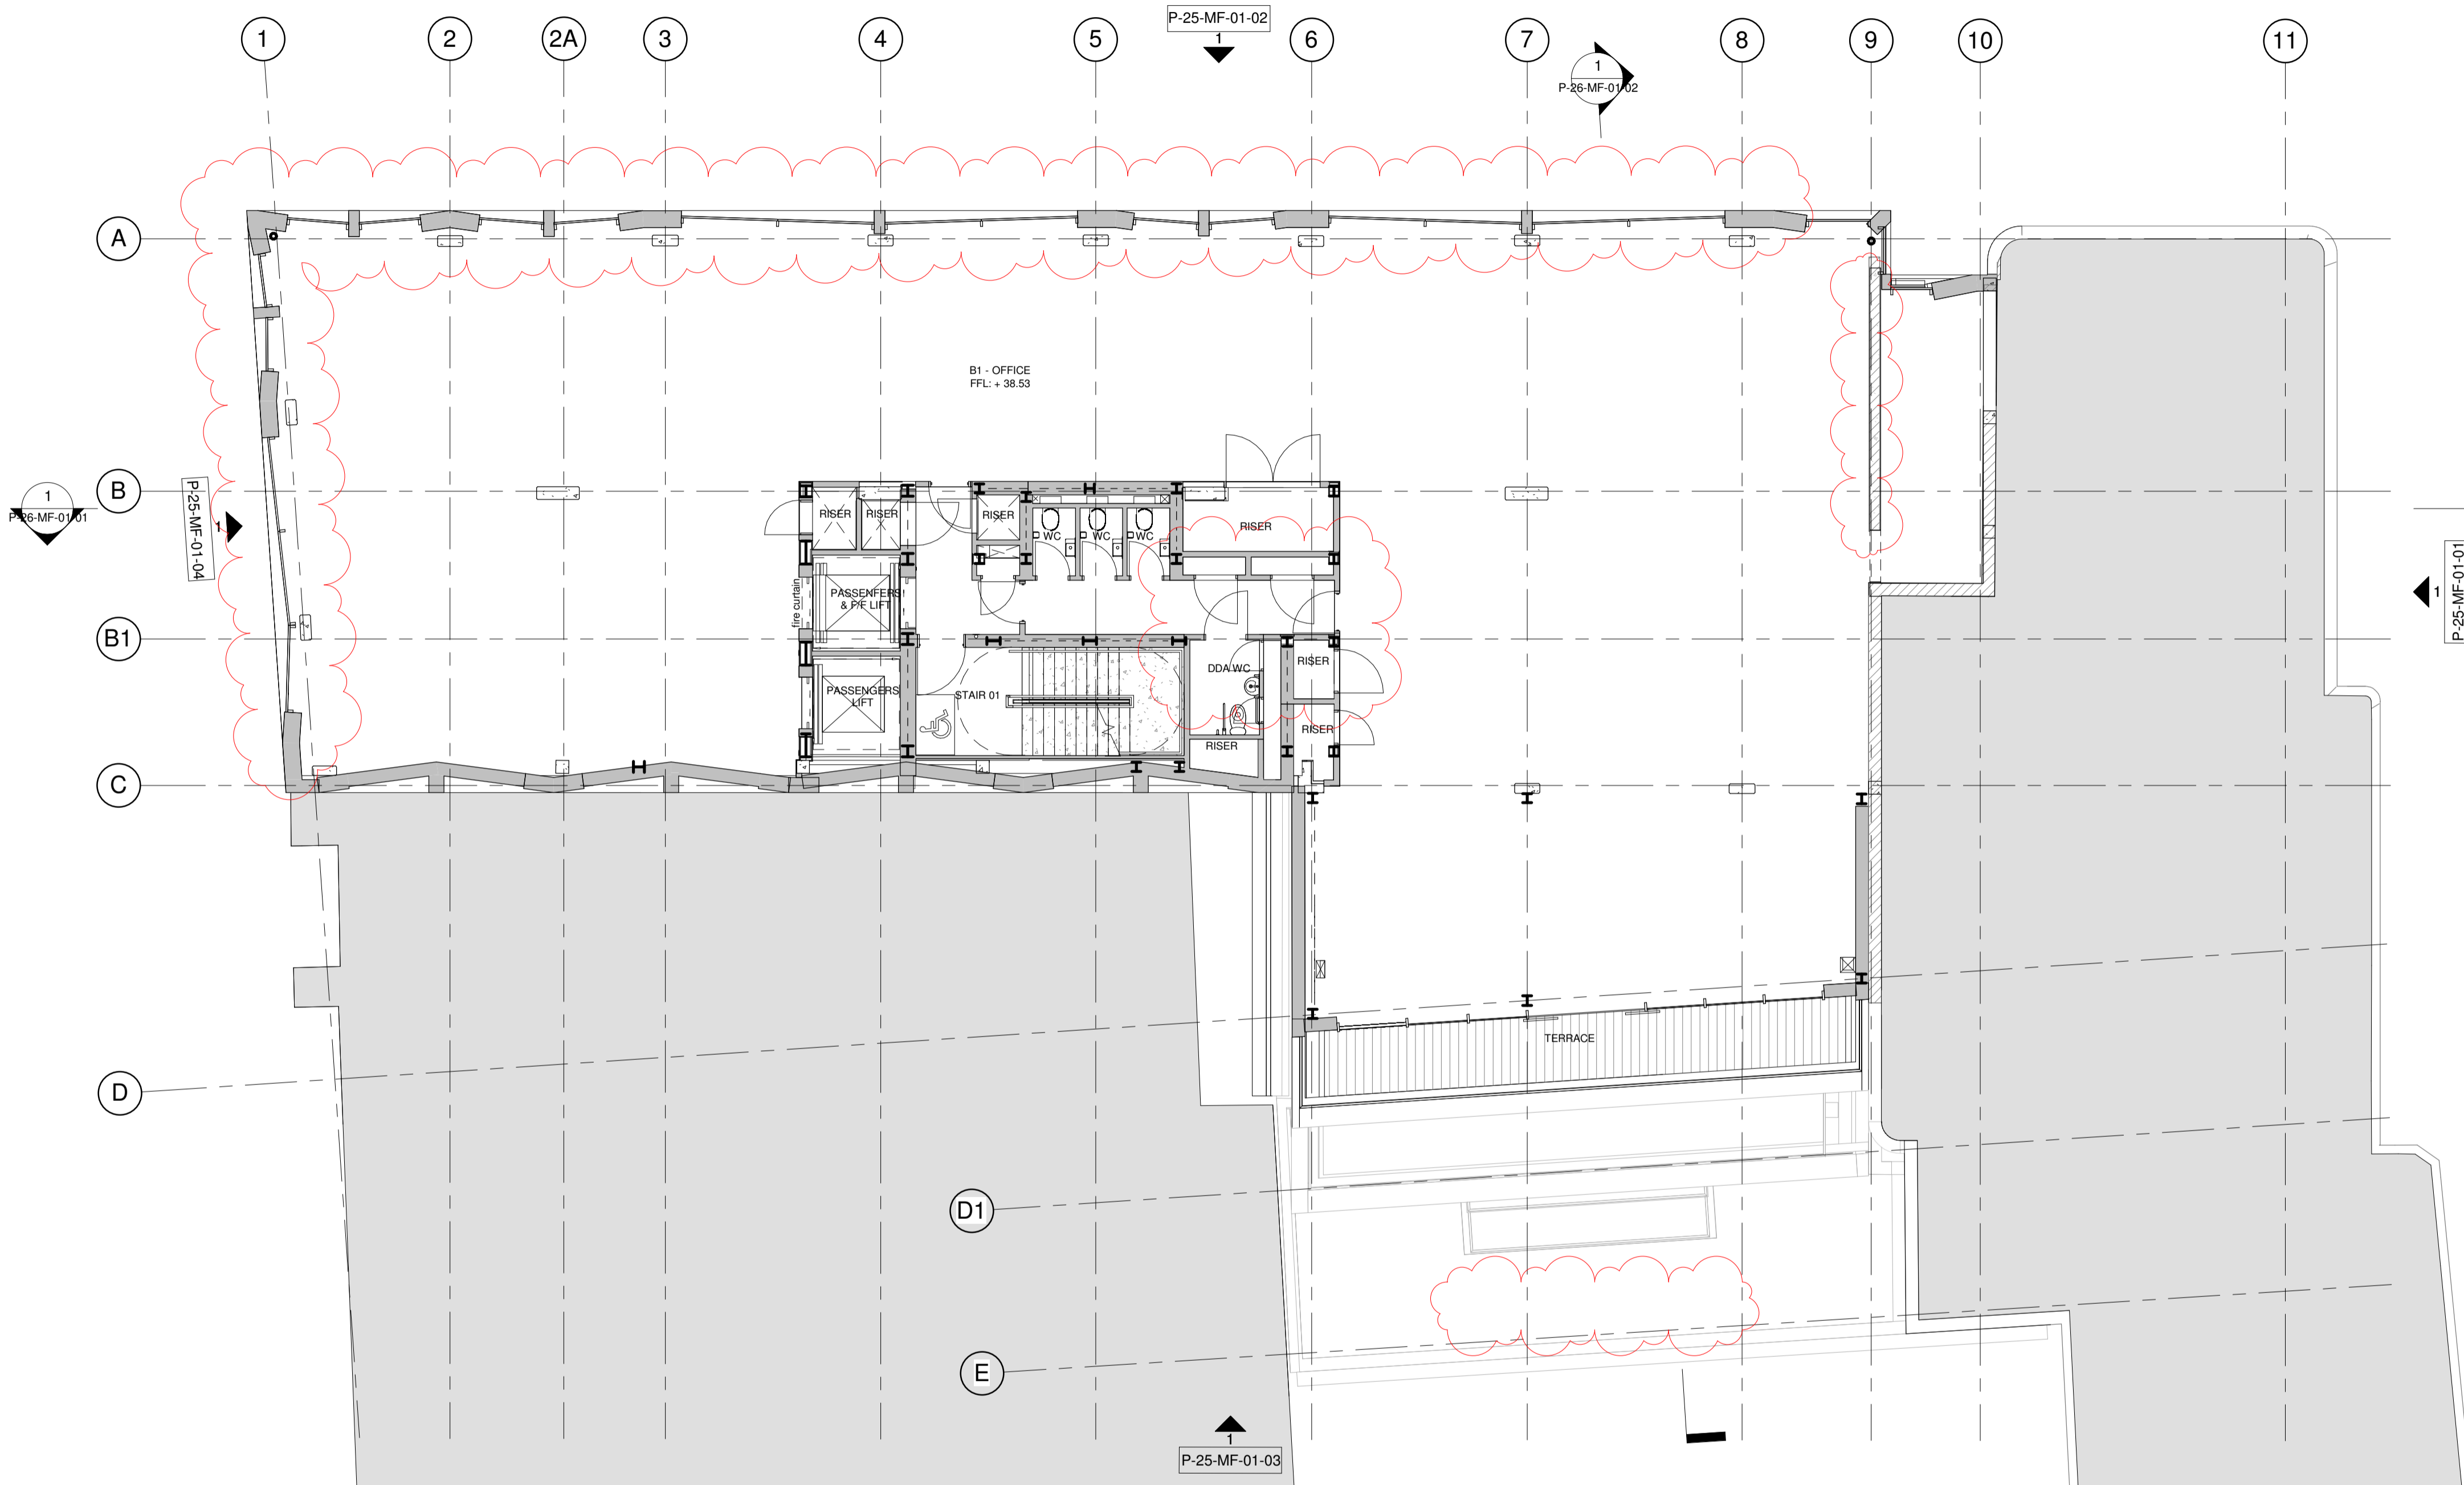 P-25-MF-01-02
1
1
2
2A
3
4
5
6
7
8
9
10
11
1
P-26-MF-01-02
A
B1 - OFFICE
FFL: + 38.53
B
1
P-26-MF-01-01
P-25-MF-01-04
1
RISER
RISER
RISER
WC
WC
WC
RISER
fire curtain
PASSENFERS
& F/F LIFT
P-25-MF-01-01
1
B1
DDA WC
RISER
PASSENGERS
LIFT
STAIR 01
RISER
RISER
C
TERRACE
D
D1
E
1
P-25-MF-01-03